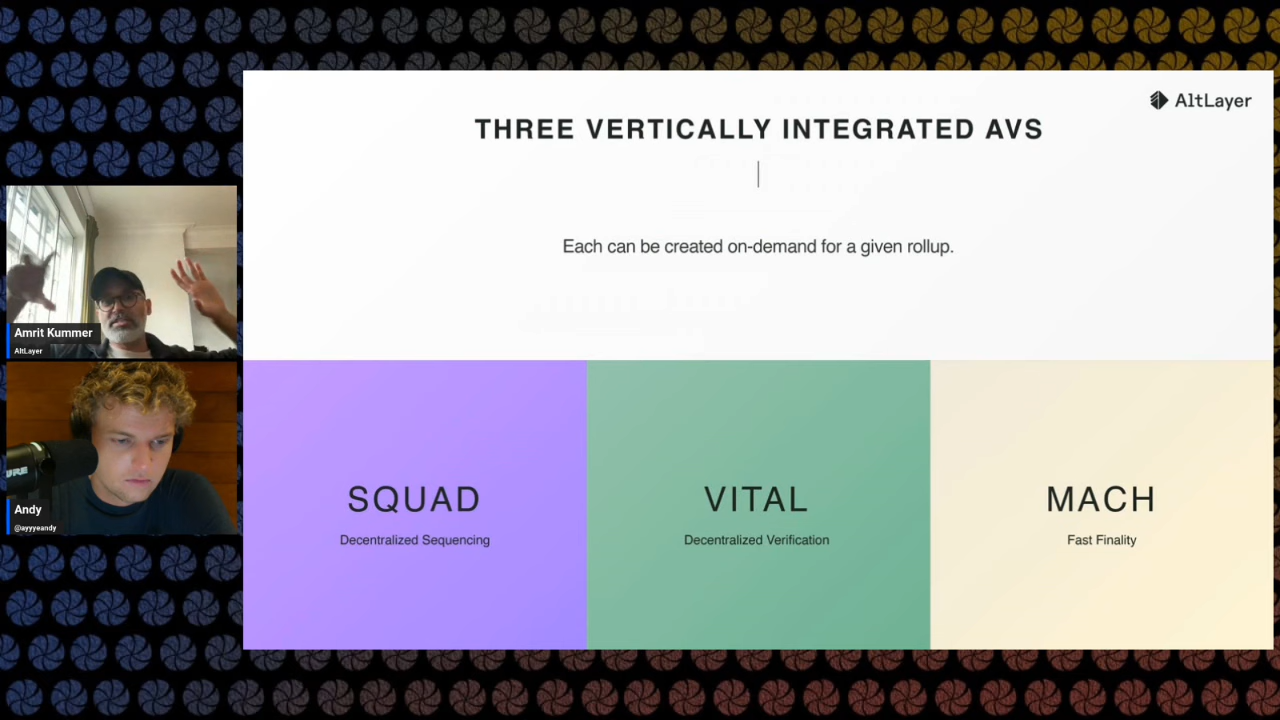 AltLayer
THREE VERTICALLY INTEGRATED AVS
Each can be created on-demand for a given rollup.
Amrit Kummer
AltLayer
Andy
@ayyyeandy
SQUAD
Decentralized Sequencing
VITAL
Decentralized Verification
MACH
Fast Finality